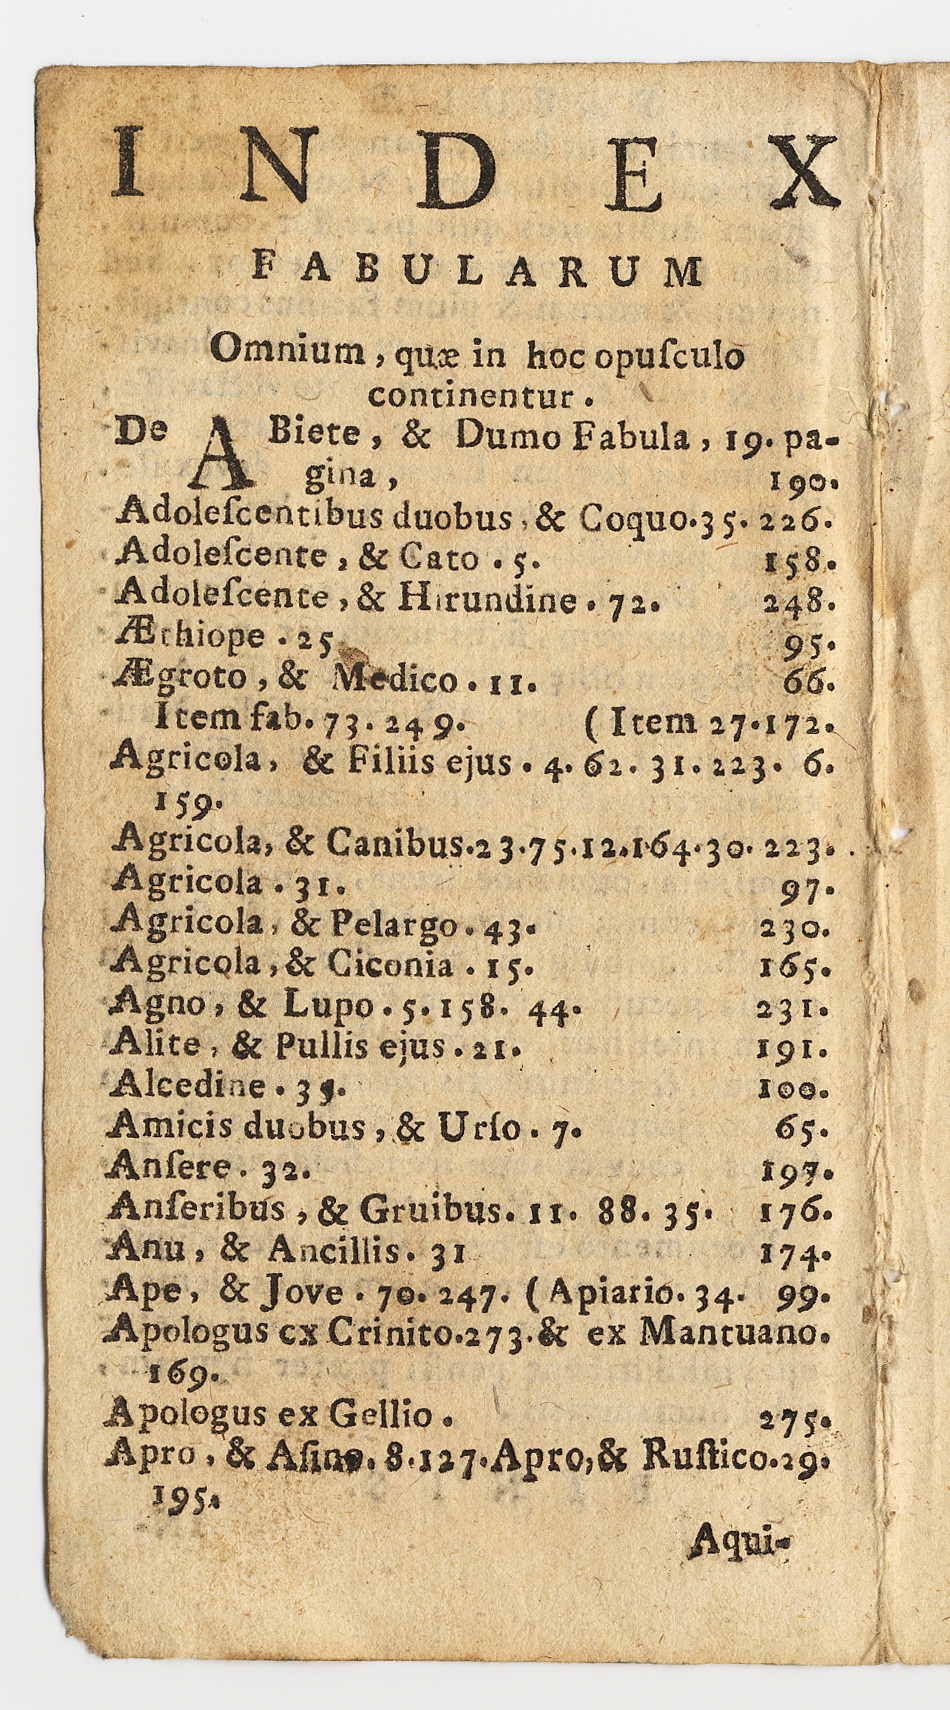 INDEX
FABULARUM
Omnium, quæ in hoc opuſculo
continentur.
De ABiete, & Dumo Fabula, 19. pa-
gina, 190.
Adoleſcentibus duobus, & Coquo. 35. 226.
Adoleſcente, & Cato. 5. 158.
Adoleſcente, & Hirundine. 72. 248.
Æthiope. 25 95.
Ægroto, & Medico. 11. 66.
Item fab. 73. 249. (Item 27. 172.
Agricola, & Filiis ejus. 4. 62. 31. 223. 6.
159.
Agricola, & Canibus. 23. 75. 12. 164. 30. 223.
Agricola. 31. 97.
Agricola, & Pelargo. 43. 230.
Agricola, & Ciconia. 15. 165.
Agno, & Lupo. 5. 158. 44. 231.
Alite, & Pullis ejus. 21. 191.
Alcedine. 35. 100.
Amicis duobus, & Urſo. 7. 65.
Anſere. 32. 197.
Anſeribus, & Gruibus. 11. 88. 35. 176.
Anu, & Ancillis. 31 174.
Ape, & Jove. 70. 247. (Apiario. 34. 99.
Apologus ex Crinito. 273. & ex Mantuano.
169.
Apologus ex Gellio. 275.
Apro, & Aſino. 8. 127. Apro, & Ruſtico. 29.
195.
Aqui-